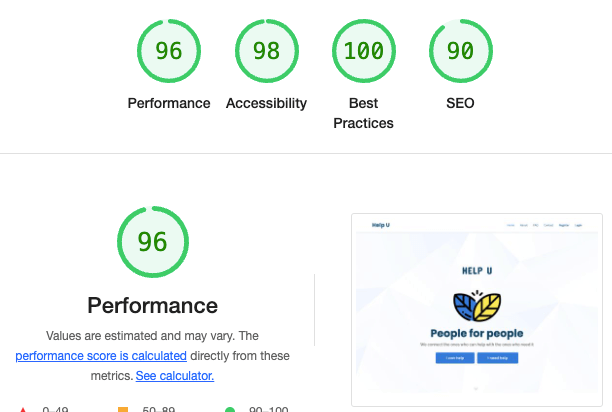 96
98
100
90
Performance
Accessibility
Best
Practices
SEO
96
Performance
Values are estimated and may vary. The
performance score is calculated directly from these
metrics. See calculator.
0–49
50–89
90–100
Help U
Home About FAQ Contact Register Login
HELP U
People for people
We connect the ones who can help with the ones who need it
I can help
I need help